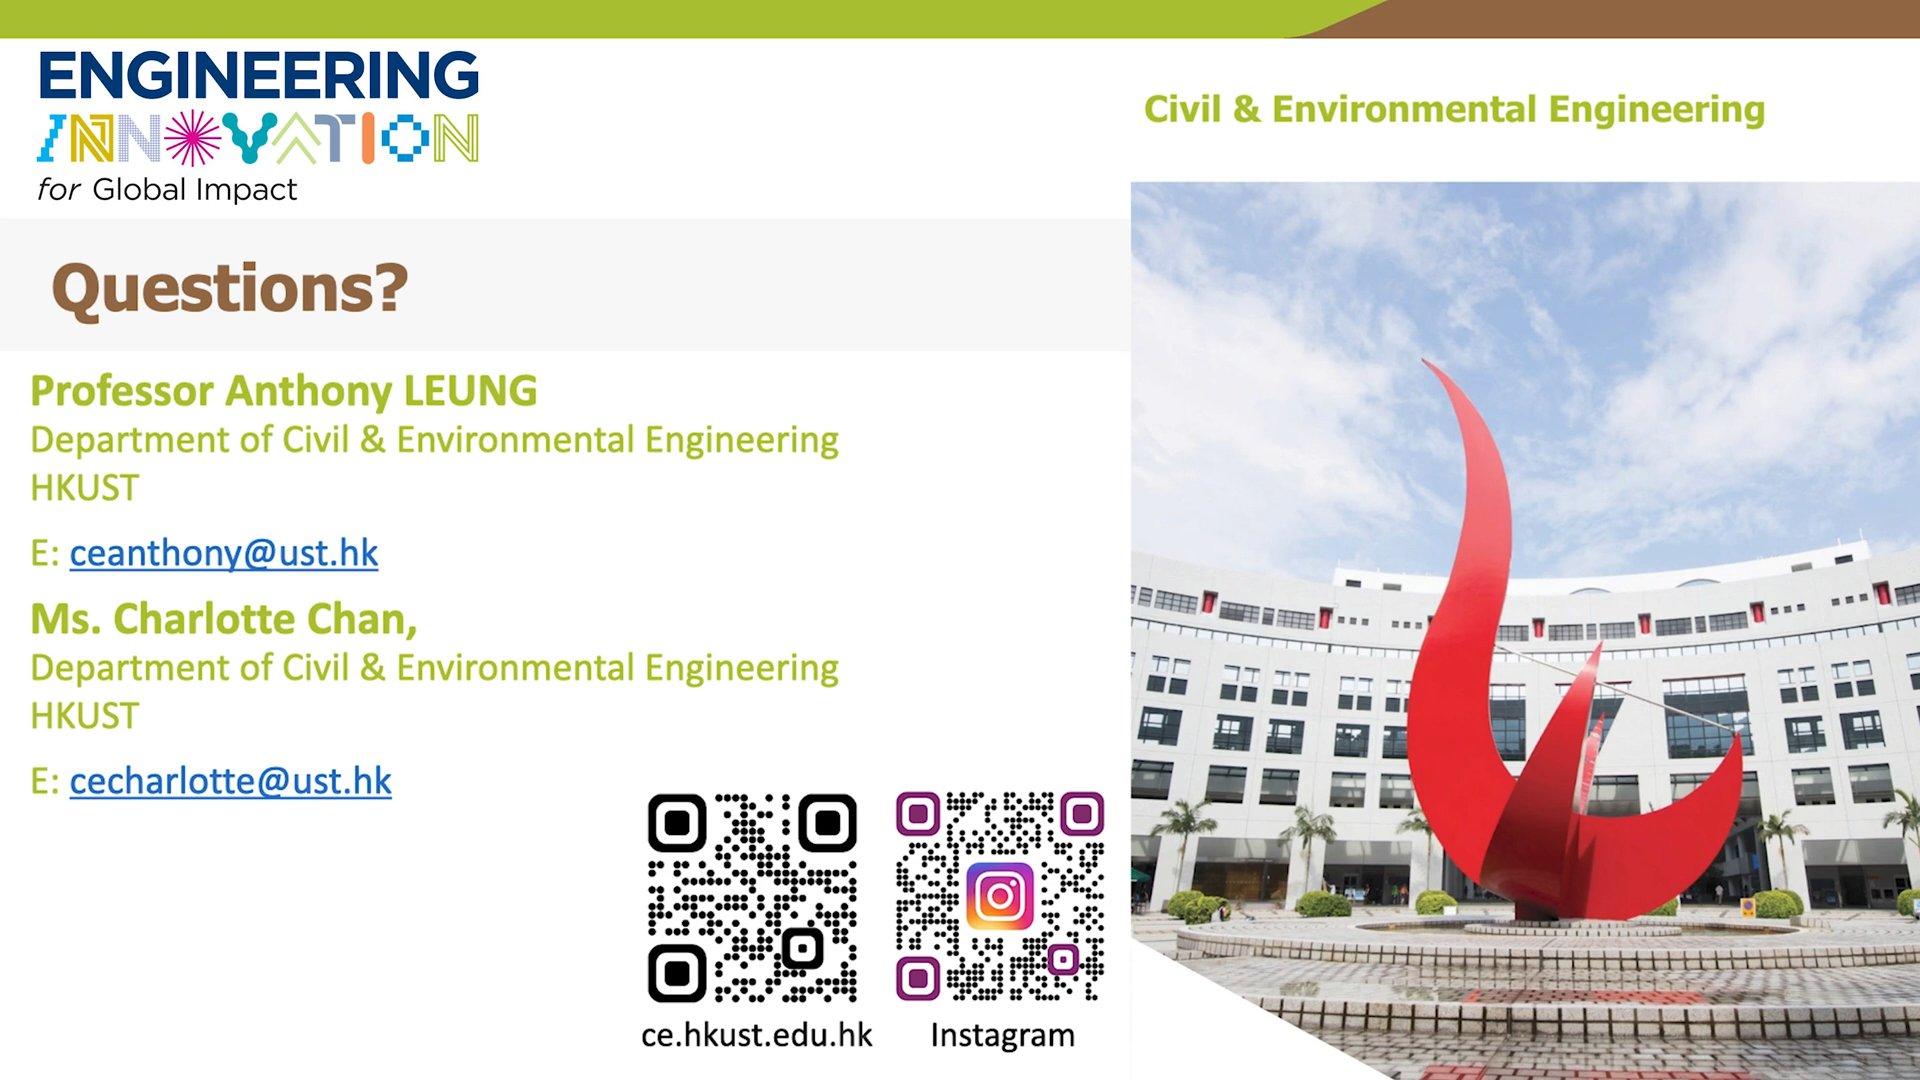 ENGINEERING
INNOVATION
for Global Impact
Civil & Environmental Engineering
Questions?
Professor Anthony LEUNG
Department of Civil & Environmental Engineering
HKUST
E: ceanthony@ust.hk
Ms. Charlotte Chan,
Department of Civil & Environmental Engineering
HKUST
E: cecharlotte@ust.hk
ce.hkust.edu.hk
Instagram